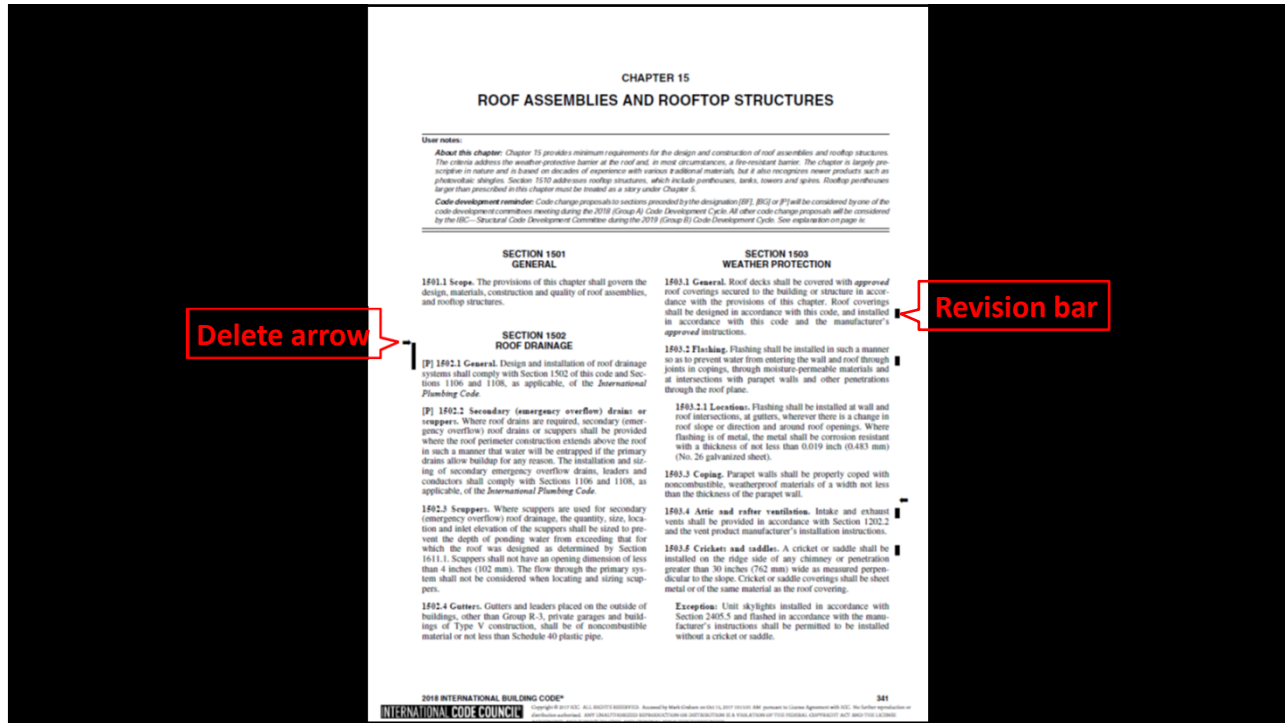 CHAPTER 15
ROOF ASSEMBLIES AND ROOFTOP STRUCTURES
User notes:
About this chapter: Chapter 15 provides minimum requirements for the design and construction of roof assemblies and rooftop structures.
The criteria address the weather-protective barrier at the roof and, in most circumstances, a fire-resistant barrier. The chapter is largely pre-
scriptive in nature and is based on decades of experience with various traditional materials, but it also recognizes newer products such as
photovoltaic shingles. Section 1510 addresses rooftop structures, which include penthouses, tanks, towers and spires. Rooftop penthouses
larger than prescribed in this chapter must be treated as a story under Chapter 5.
Code development reminder: Code change proposals to sections preceded by the designation [BF], [BG] or [P] will be considered by one of the
code development committees meeting during the 2018 (Group A) Code Development Cycle. All other code change proposals will be considered
by the IBC—Structural Code Development Committee during the 2019 (Group B) Code Development Cycle. See explanation on page iv.
SECTION 1501
GENERAL
1501.1 Scope. The provisions of this chapter shall govern the
design, materials, construction and quality of roof assemblies,
and rooftop structures.
Delete arrow
SECTION 1502
ROOF DRAINAGE
[P] 1502.1 General. Design and installation of roof drainage
systems shall comply with Section 1502 of this code and Sec-
tions 1106 and 1108, as applicable, of the International
Plumbing Code.
[P] 1502.2 Secondary (emergency overflow) drains or
scuppers. Where roof drains are required, secondary (emer-
gency overflow) roof drains or scuppers shall be provided
where the roof perimeter construction extends above the roof
in such a manner that water will be entrapped if the primary
drains allow buildup for any reason. The installation and siz-
ing of secondary emergency overflow drains, leaders and
conductors shall comply with Sections 1106 and 1108, as
applicable, of the International Plumbing Code.
1502.3 Scuppers. Where scuppers are used for secondary
(emergency overflow) roof drainage, the quantity, size, loca-
tion and inlet elevation of the scuppers shall be sized to pre-
vent the depth of ponding water from exceeding that for
which the roof was designed as determined by Section
1611.1. Scuppers shall not have an opening dimension of less
than 4 inches (102 mm). The flow through the primary sys-
tem shall not be considered when locating and sizing scup-
pers.
1502.4 Gutters. Gutters and leaders placed on the outside of
buildings, other than Group R-3, private garages and build-
ings of Type V construction, shall be of noncombustible
material or not less than Schedule 40 plastic pipe.
SECTION 1503
WEATHER PROTECTION
1503.1 General. Roof decks shall be covered with approved
roof coverings secured to the building or structure in accor-
dance with the provisions of this chapter. Roof coverings
shall be designed in accordance with this code, and installed
in accordance with this code and the manufacturer's
approved instructions.
Revision bar
1503.2 Flashing. Flashing shall be installed in such a manner
so as to prevent water from entering the wall and roof through
joints in copings, through moisture-permeable materials and
at intersections with parapet walls and other penetrations
through the roof plane.
1503.2.1 Locations. Flashing shall be installed at wall and
roof intersections, at gutters, wherever there is a change in
roof slope or direction and around roof openings. Where
flashing is of metal, the metal shall be corrosion resistant
with a thickness of not less than 0.019 inch (0.483 mm)
(No. 26 galvanized sheet).
1503.3 Coping. Parapet walls shall be properly coped with
noncombustible, weatherproof materials of a width not less
than the thickness of the parapet wall.
1503.4 Attic and rafter ventilation. Intake and exhaust
vents shall be provided in accordance with Section 1202.2
and the vent product manufacturer's installation instructions.
1503.5 Crickets and saddles. A cricket or saddle shall be
installed on the ridge side of any chimney or penetration
greater than 30 inches (762 mm) wide as measured perpen-
dicular to the slope. Cricket or saddle coverings shall be sheet
metal or of the same material as the roof covering.
Exception: Unit skylights installed in accordance with
Section 2405.5 and flashed in accordance with the manu-
facturer's instructions shall be permitted to be installed
without a cricket or saddle.
2018 INTERNATIONAL BUILDING CODE® 341
INTERNATIONAL CODE COUNCIL